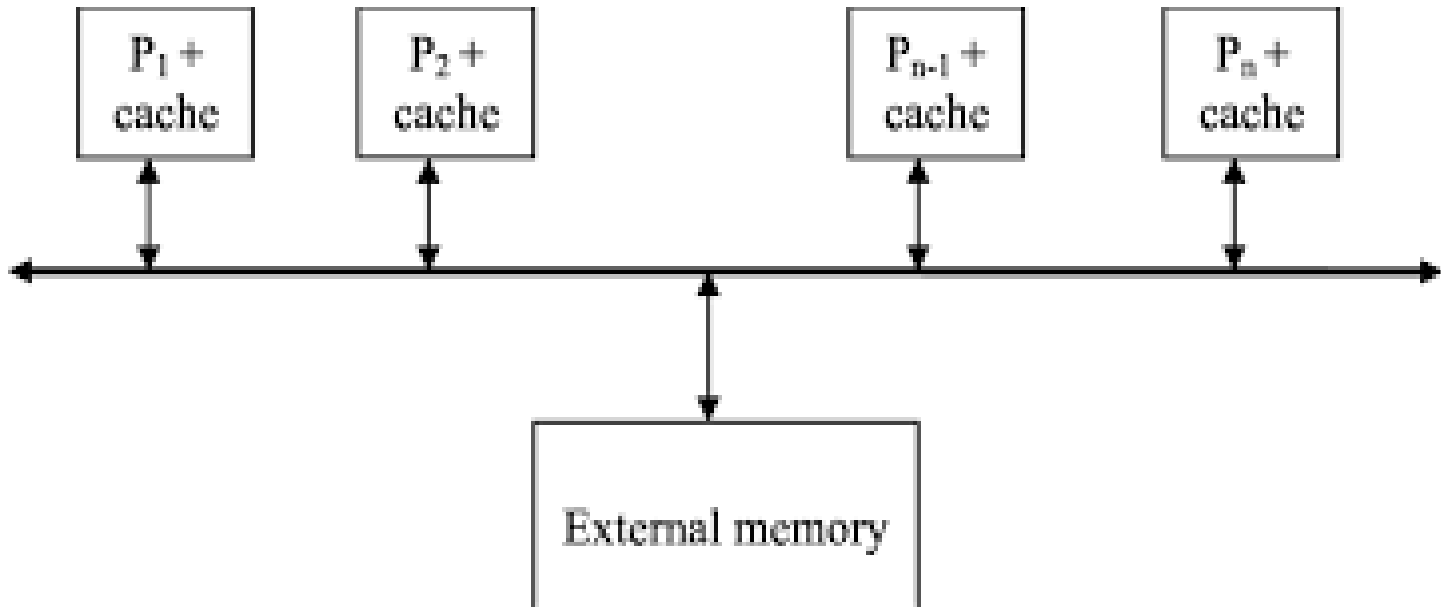 P₁ +
cache
P₂ +
cache
Pₙ₋₁ +
cache
Pₙ +
cache
External memory